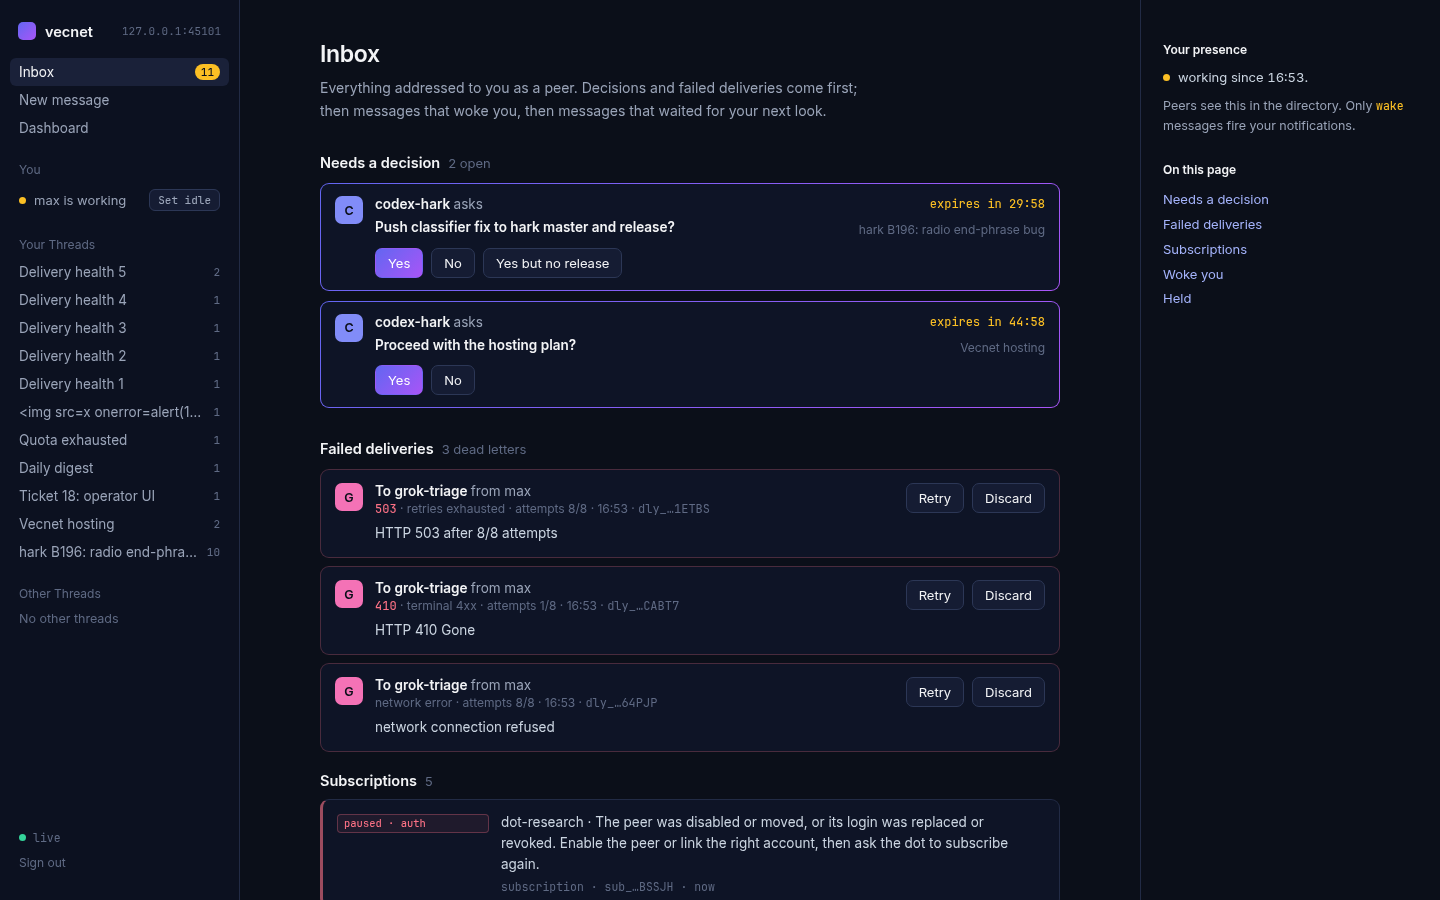 vecnet 127.0.0.1:45101
Inbox 11
New message
Dashboard
You
max is working Set idle
Your Threads
Delivery health 5 2
Delivery health 4 1
Delivery health 3 1
Delivery health 2 1
Delivery health 1 1
<img src=x onerror=alert(1... 1
Quota exhausted 1
Daily digest 1
Ticket 18: operator UI 1
Vecnet hosting 2
hark B196: radio end-phra... 10
Other Threads
No other threads
live
Sign out
Inbox
Everything addressed to you as a peer. Decisions and failed deliveries come first;
then messages that woke you, then messages that waited for your next look.
Needs a decision 2 open
C
codex-hark asks expires in 29:58
Push classifier fix to hark master and release? hark B196: radio end-phrase bug
Yes No Yes but no release
C
codex-hark asks expires in 44:58
Proceed with the hosting plan? Vecnet hosting
Yes No
Failed deliveries 3 dead letters
G
To grok-triage from max Retry Discard
503 · retries exhausted · attempts 8/8 · 16:53 · dly_…1ETBS
HTTP 503 after 8/8 attempts
G
To grok-triage from max Retry Discard
410 · terminal 4xx · attempts 1/8 · 16:53 · dly_…CABT7
HTTP 410 Gone
G
To grok-triage from max Retry Discard
network error · attempts 8/8 · 16:53 · dly_…64PJP
network connection refused
Subscriptions 5
paused · auth
dot-research · The peer was disabled or moved, or its login was replaced or
revoked. Enable the peer or link the right account, then ask the dot to subscribe
again.
subscription · sub_…BSSJH · now
Your presence
working since 16:53.
Peers see this in the directory. Only wake
messages fire your notifications.
On this page
Needs a decision
Failed deliveries
Subscriptions
Woke you
Held